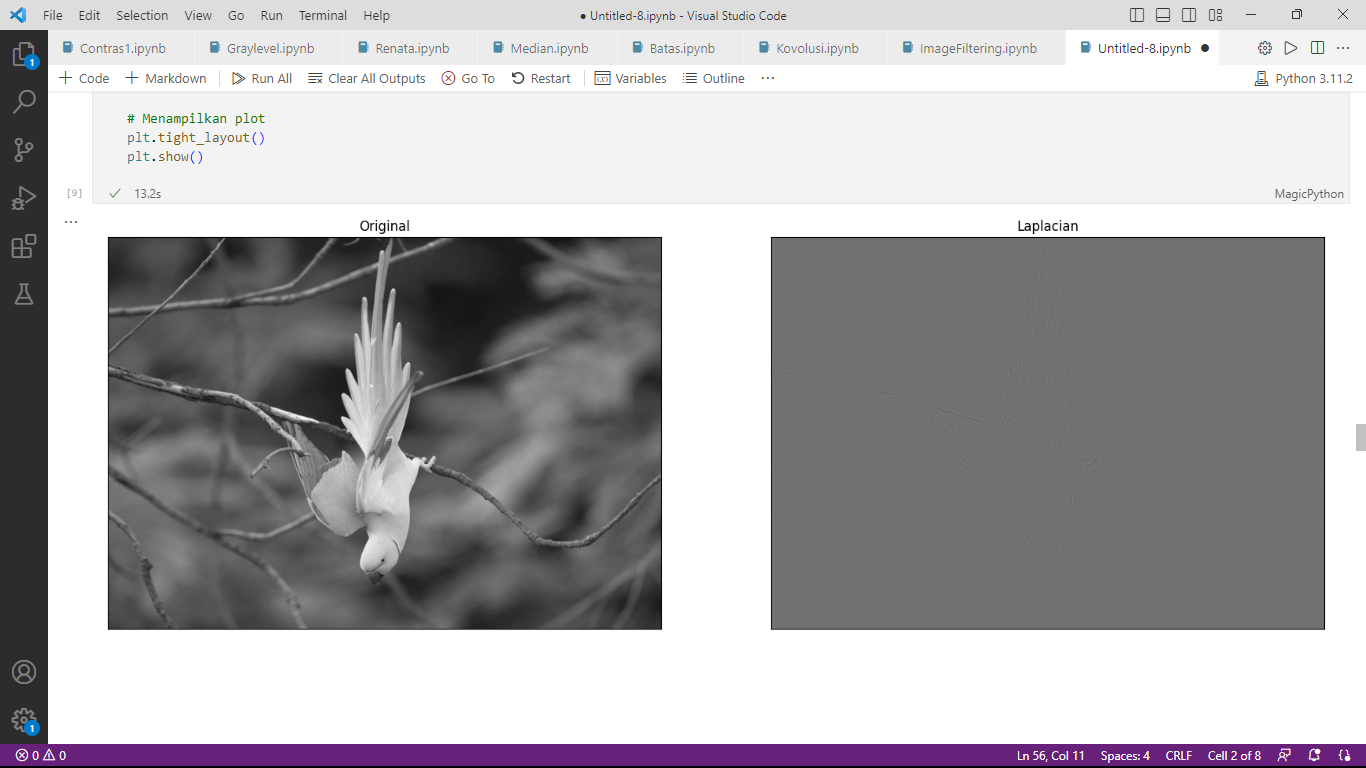 File Edit Selection View Go Run Terminal Help ● Untitled-8.ipynb - Visual Studio Code
Contras1.ipynb Graylevel.ipynb Renata.ipynb Median.ipynb Batas.ipynb Kovolusi.ipynb ImageFiltering.ipynb Untitled-8.ipynb ●
+ Code + Markdown Run All Clear All Outputs Go To Restart Variables Outline ... Python 3.11.2
# Menampilkan plot
plt.tight_layout()
plt.show()
[9] ✓ 13.2s MagicPython
...
Original Laplacian
1
1
0 0 Ln 56, Col 11 Spaces: 4 CRLF Cell 2 of 8